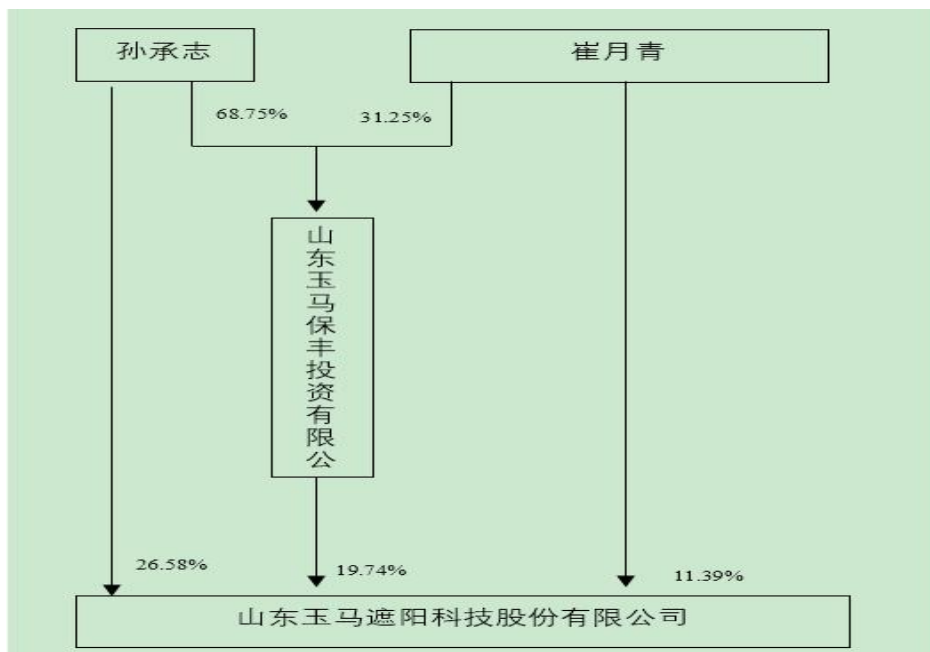 孙承志
崔月青
68.75%
31.25%
山东玉马保丰投资有限公
26.58%
19.74%
11.39%
山东玉马遮阳科技股份有限公司